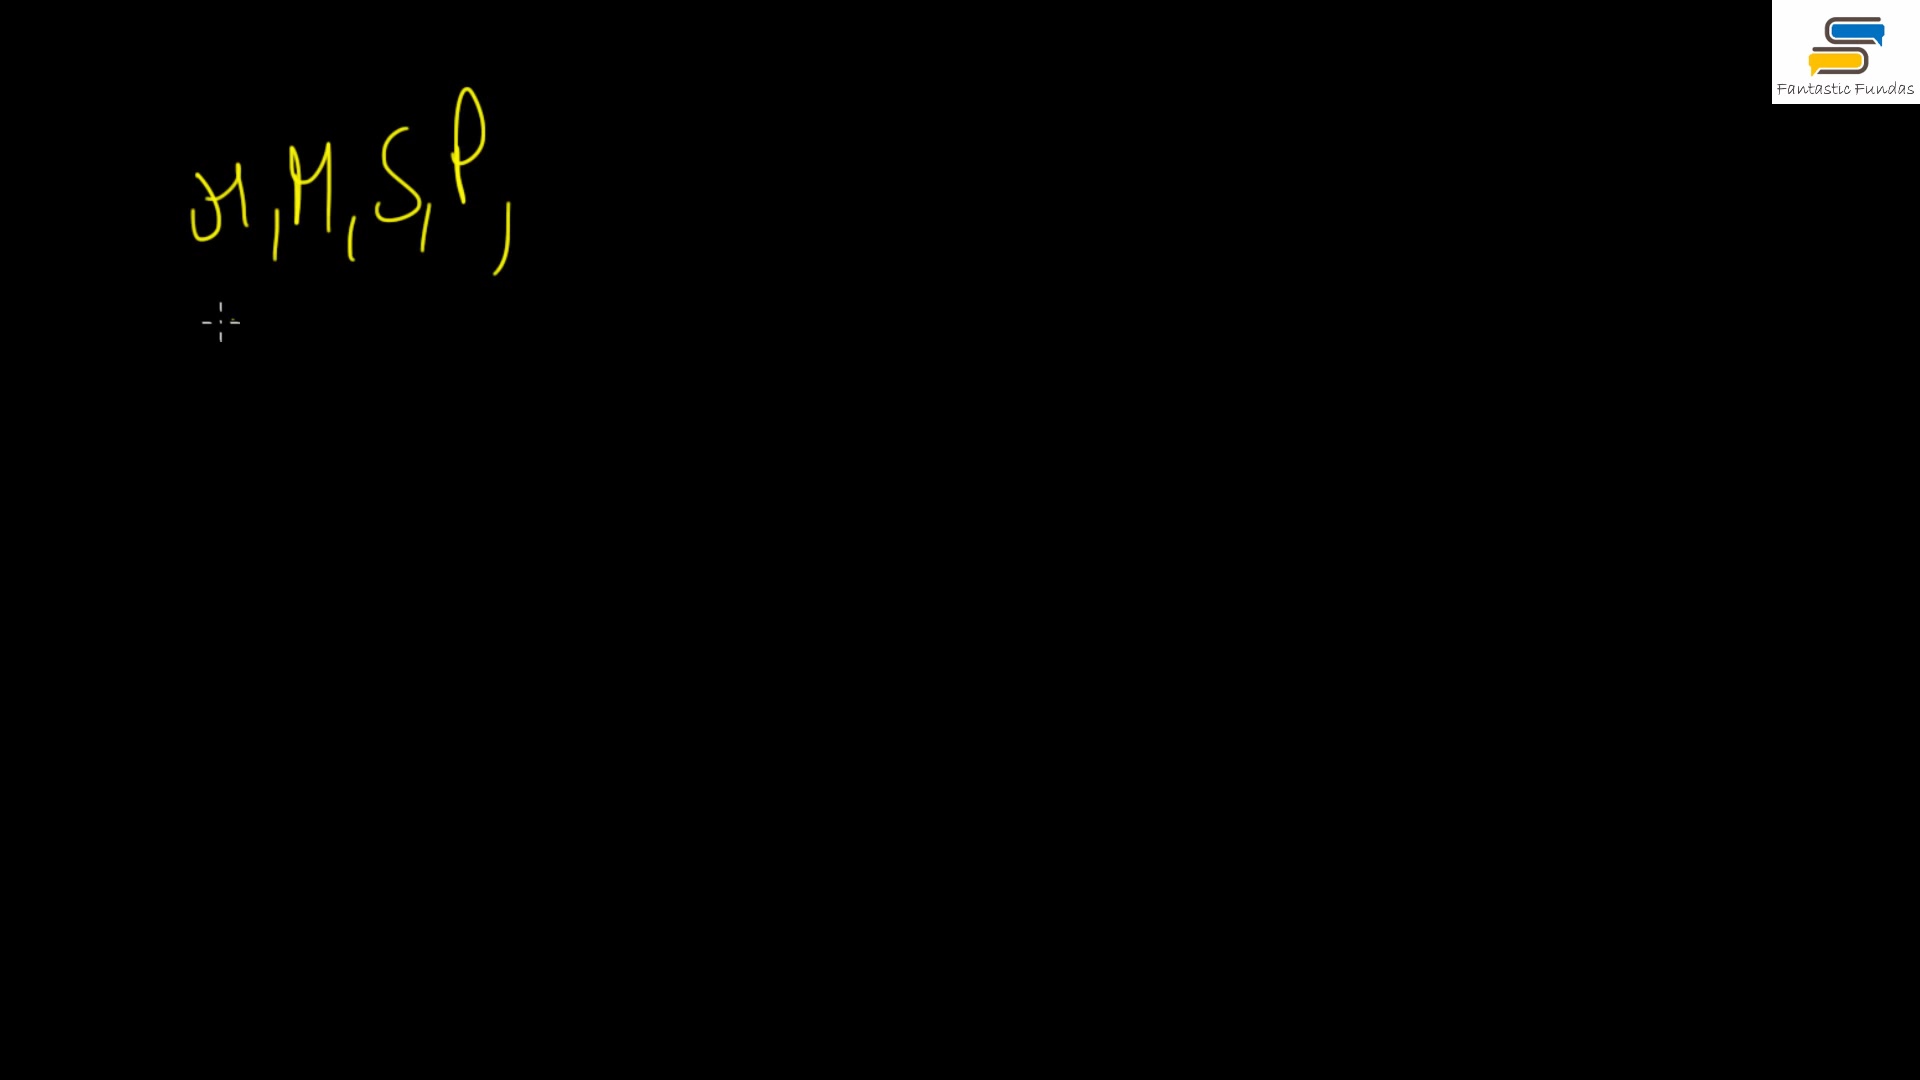 M, M, S, P,
Fantastic Fundas